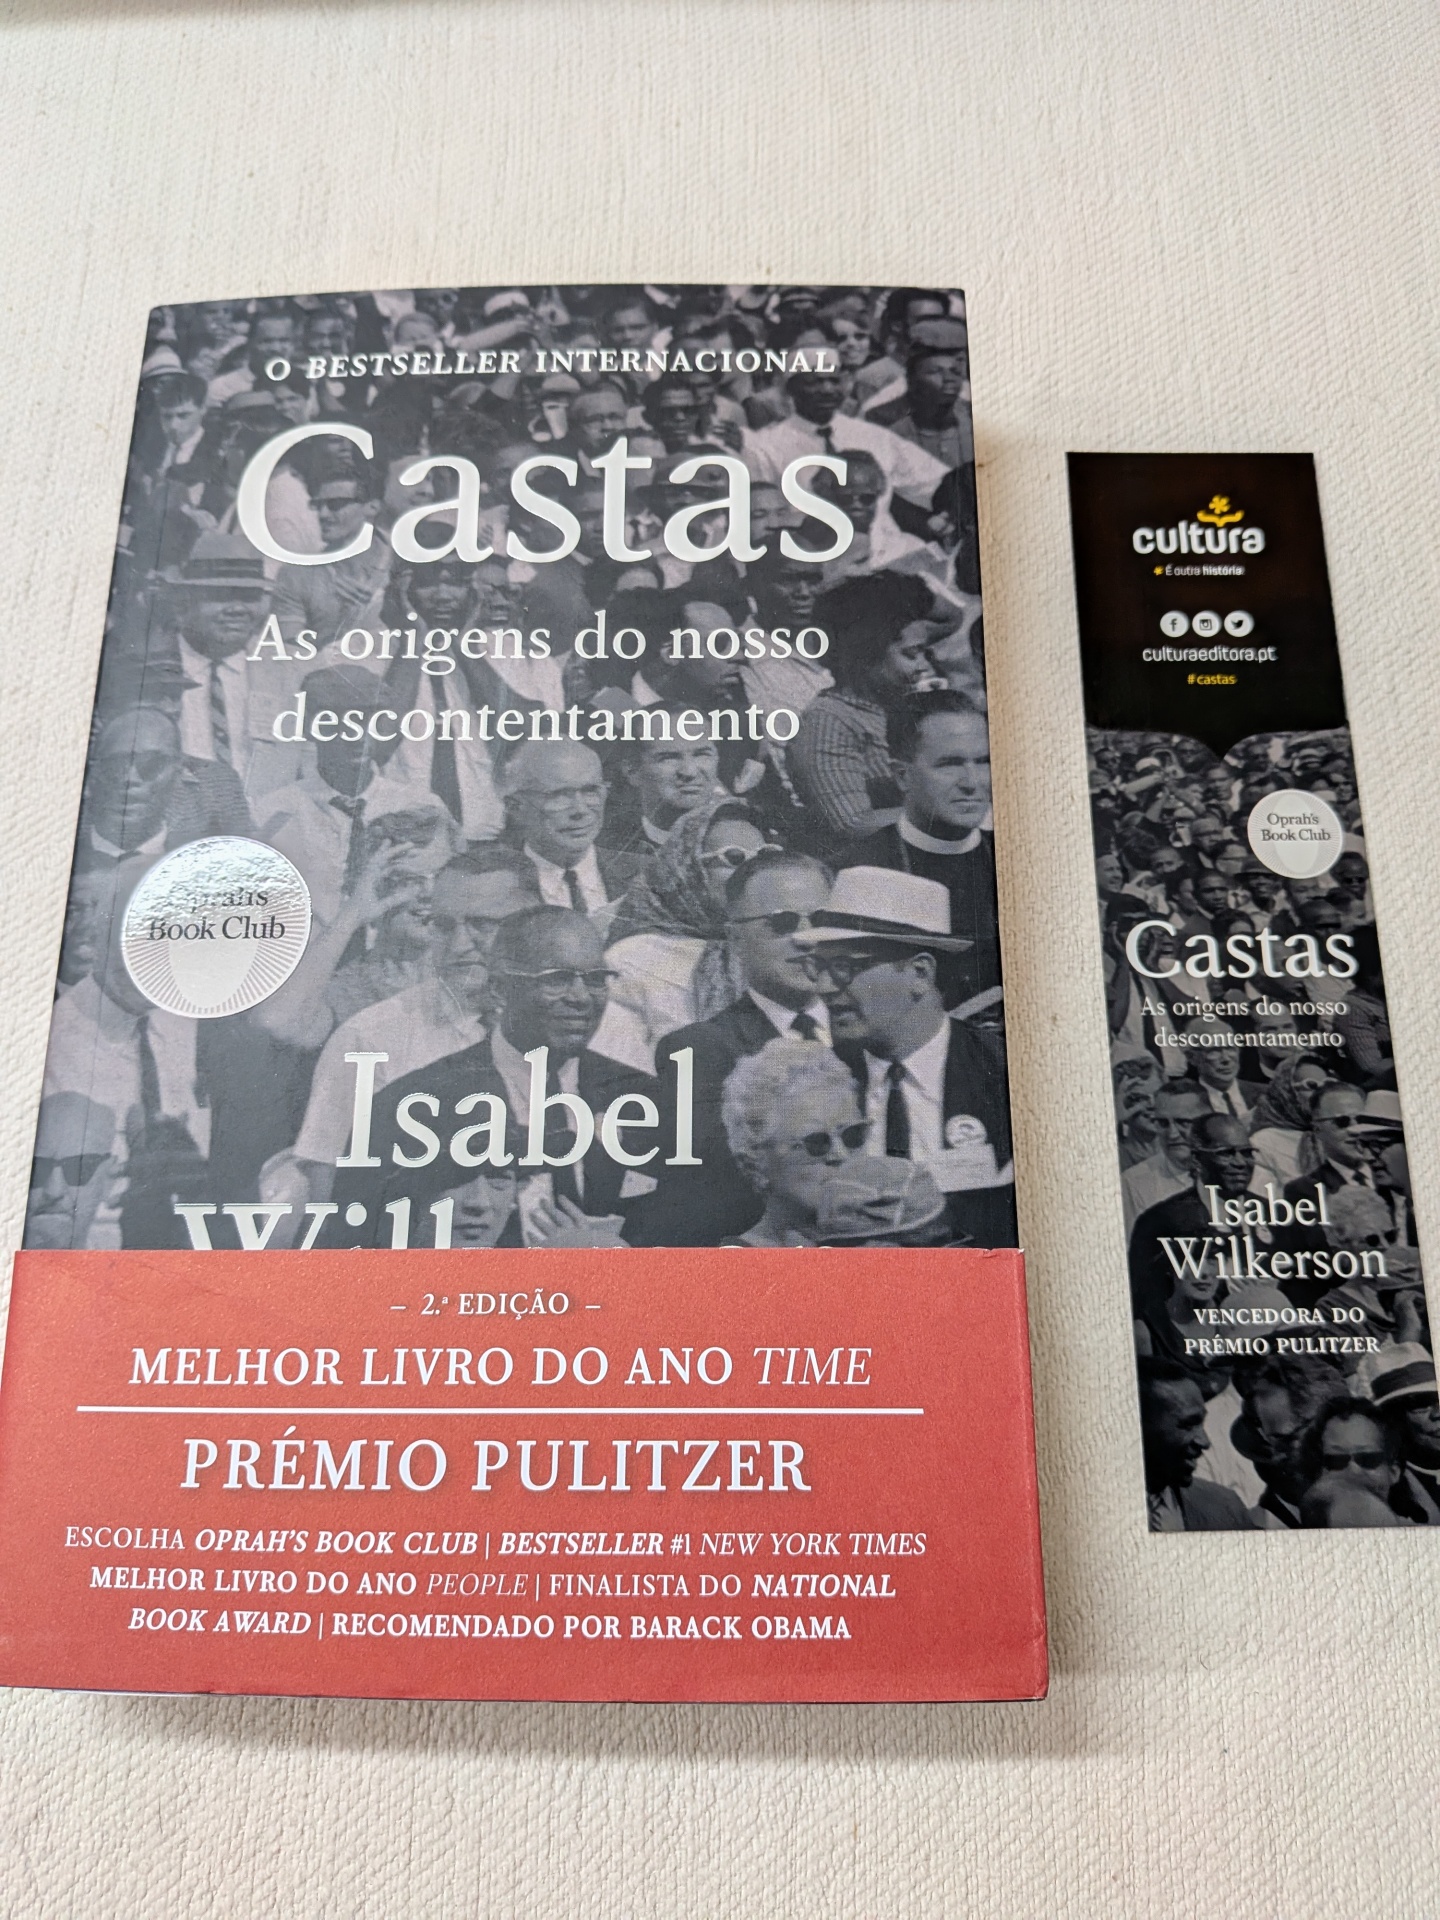 O BESTSELLER INTERNACIONAL
Castas
As origens do nosso
descontentamento
Oprah's
Book Club
Isabel
– 2.ª EDIÇÃO –
MELHOR LIVRO DO ANO TIME
PRÉMIO PULITZER
ESCOLHA OPRAH'S BOOK CLUB | BESTSELLER #1 NEW YORK TIMES
MELHOR LIVRO DO ANO PEOPLE | FINALISTA DO NATIONAL
BOOK AWARD | RECOMENDADO POR BARACK OBAMA
cultura
É outra história
culturaeditora.pt
#castas
Oprah's
Book Club
Castas
As origens do nosso
descontentamento
Isabel
Wilkerson
VENCEDORA DO
PRÉMIO PULITZER